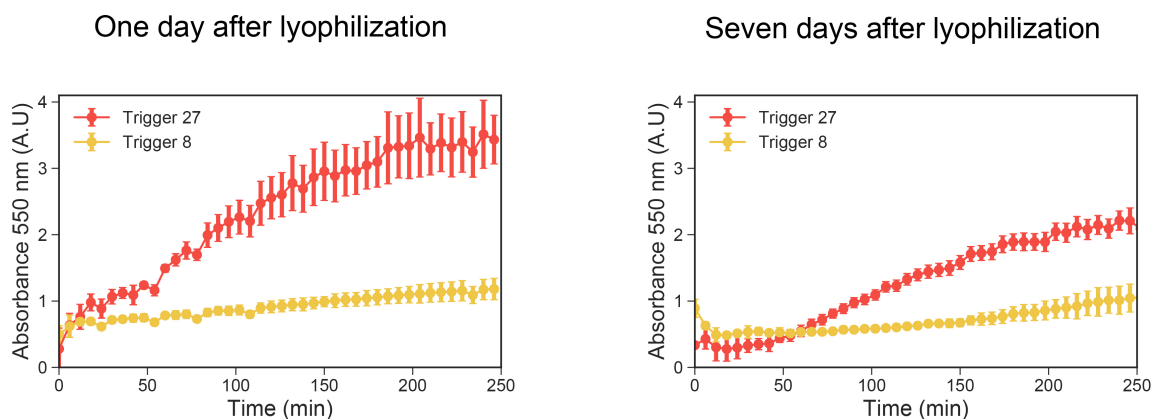 One day after lyophilization
Absorbance 550 nm (A.U)
4
3
2
1
0
Trigger 27
Trigger 8
0 50 100 150 200 250
Time (min)
Seven days after lyophilization
Absorbance 550 nm (A.U)
4
3
2
1
0
Trigger 27
Trigger 8
0 50 100 150 200 250
Time (min)